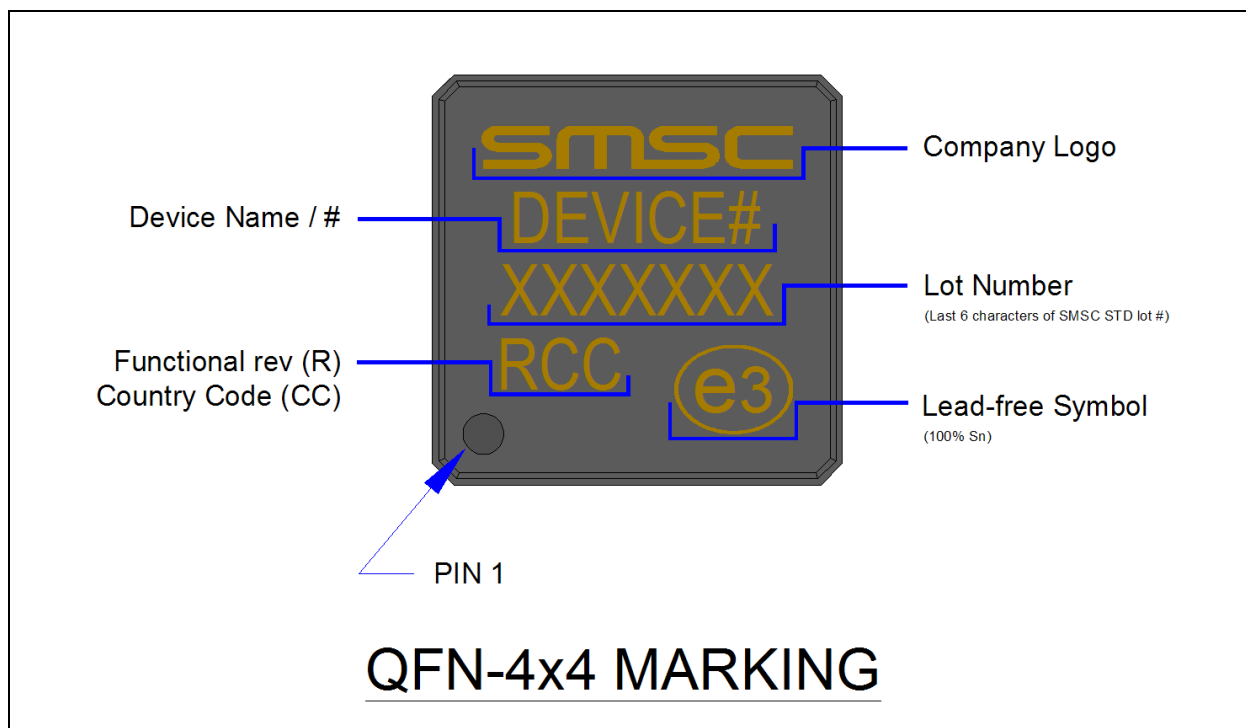 smsc
Company Logo
DEVICE#
Device Name / #
XXXXXXX
Lot Number
(Last 6 characters of SMSC STD lot #)
RCC
Functional rev (R)
Country Code (CC)
e3
Lead-free Symbol
(100% Sn)
PIN 1
QFN-4x4 MARKING